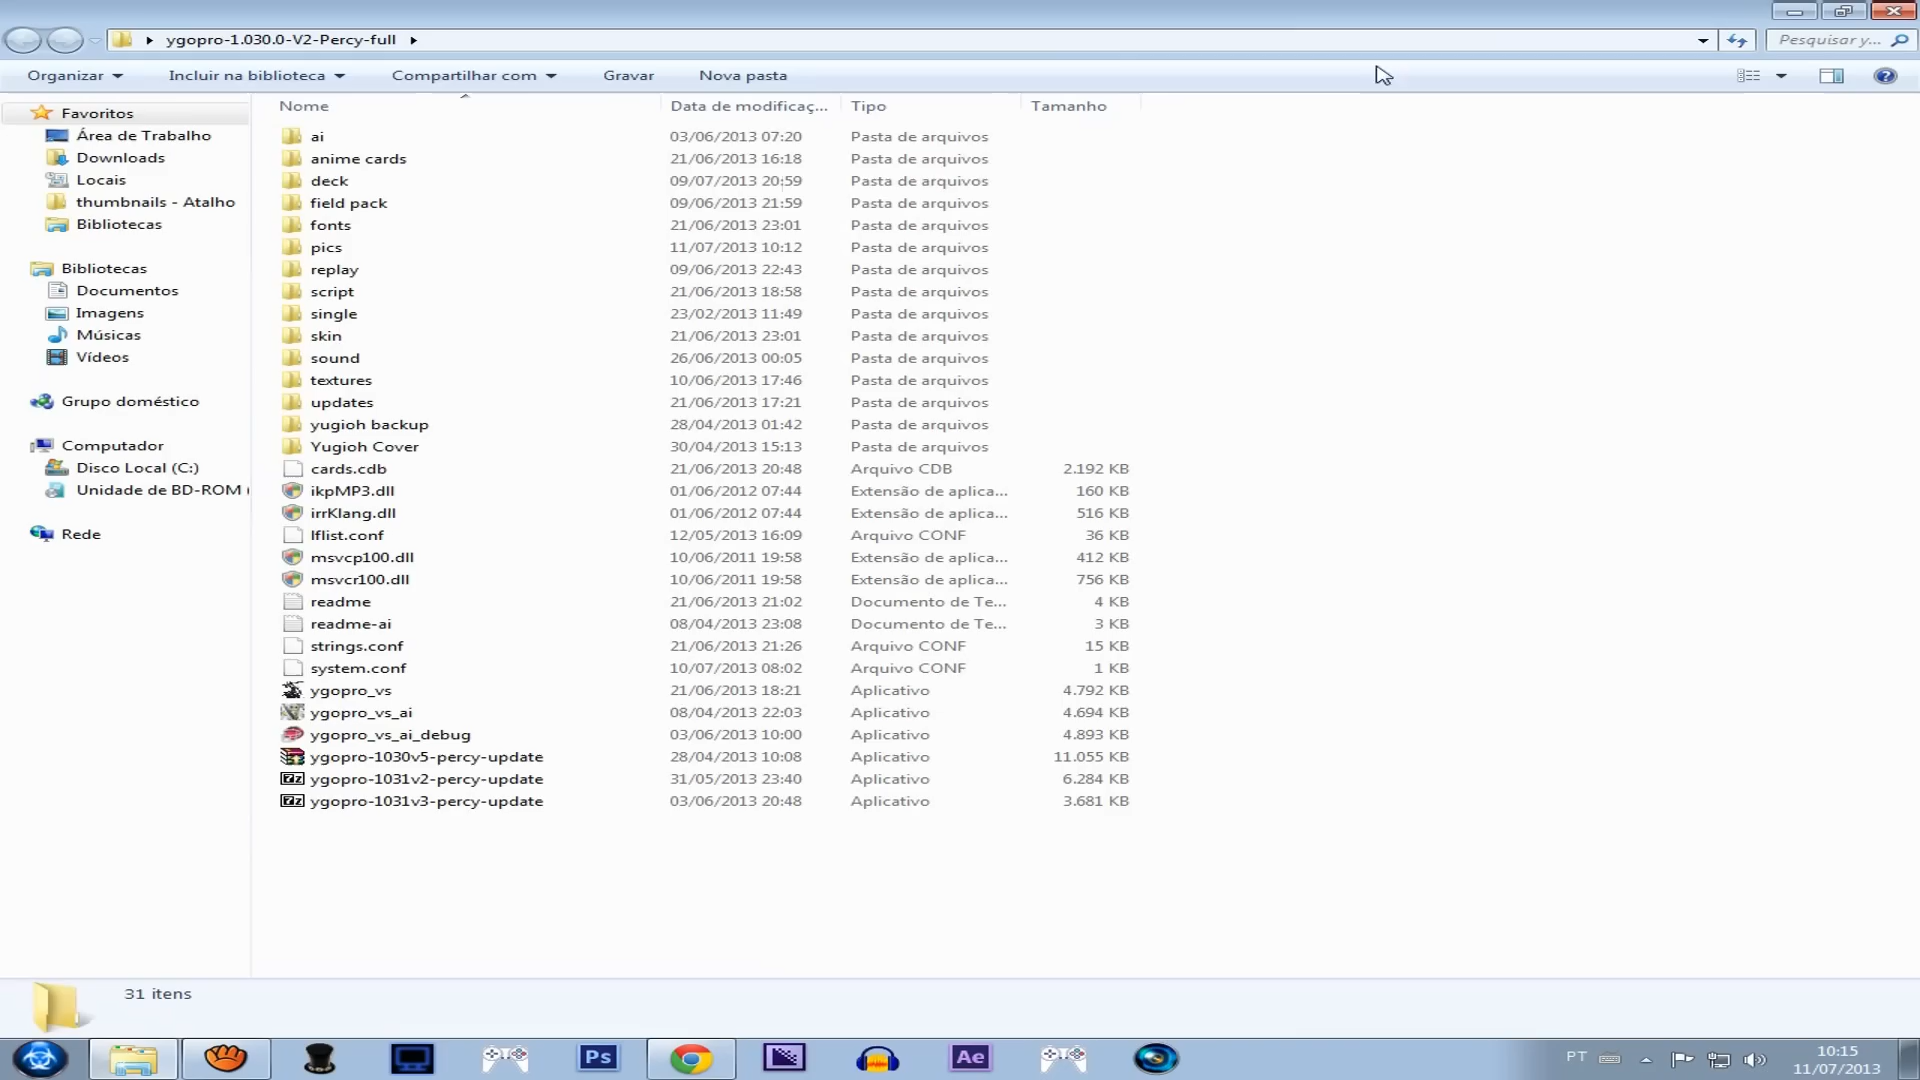 ygopro-1.030.0-V2-Percy-full
Pesquisar y...
Organizar
Incluir na biblioteca
Compartilhar com
Gravar
Nova pasta
Nome
Data de modificaç...
Tipo
Tamanho
Favoritos
Área de Trabalho
Downloads
Locais
thumbnails - Atalho
Bibliotecas
Bibliotecas
Documentos
Imagens
Músicas
Vídeos
Grupo doméstico
Computador
Disco Local (C:)
Unidade de BD-ROM (
Rede
ai 03/06/2013 07:20 Pasta de arquivos
anime cards 21/06/2013 16:18 Pasta de arquivos
deck 09/07/2013 20:59 Pasta de arquivos
field pack 09/06/2013 21:59 Pasta de arquivos
fonts 21/06/2013 23:01 Pasta de arquivos
pics 11/07/2013 10:12 Pasta de arquivos
replay 09/06/2013 22:43 Pasta de arquivos
script 21/06/2013 18:58 Pasta de arquivos
single 23/02/2013 11:49 Pasta de arquivos
skin 21/06/2013 23:01 Pasta de arquivos
sound 26/06/2013 00:05 Pasta de arquivos
textures 10/06/2013 17:46 Pasta de arquivos
updates 21/06/2013 17:21 Pasta de arquivos
yugioh backup 28/04/2013 01:42 Pasta de arquivos
Yugioh Cover 30/04/2013 15:13 Pasta de arquivos
cards.cdb 21/06/2013 20:48 Arquivo CDB 2.192 KB
ikpMP3.dll 01/06/2012 07:44 Extensão de aplica... 160 KB
irrKlang.dll 01/06/2012 07:44 Extensão de aplica... 516 KB
lflist.conf 12/05/2013 16:09 Arquivo CONF 36 KB
msvcp100.dll 10/06/2011 19:58 Extensão de aplica... 412 KB
msvcr100.dll 10/06/2011 19:58 Extensão de aplica... 756 KB
readme 21/06/2013 21:02 Documento de Te... 4 KB
readme-ai 08/04/2013 23:08 Documento de Te... 3 KB
strings.conf 21/06/2013 21:26 Arquivo CONF 15 KB
system.conf 10/07/2013 08:02 Arquivo CONF 1 KB
ygopro_vs 21/06/2013 18:21 Aplicativo 4.792 KB
ygopro_vs_ai 08/04/2013 22:03 Aplicativo 4.694 KB
ygopro_vs_ai_debug 03/06/2013 10:00 Aplicativo 4.893 KB
ygopro-1030v5-percy-update 28/04/2013 10:08 Aplicativo 11.055 KB
ygopro-1031v2-percy-update 31/05/2013 23:40 Aplicativo 6.284 KB
ygopro-1031v3-percy-update 03/06/2013 20:48 Aplicativo 3.681 KB
31 itens
Ps
Ae
PT
10:15
11/07/2013